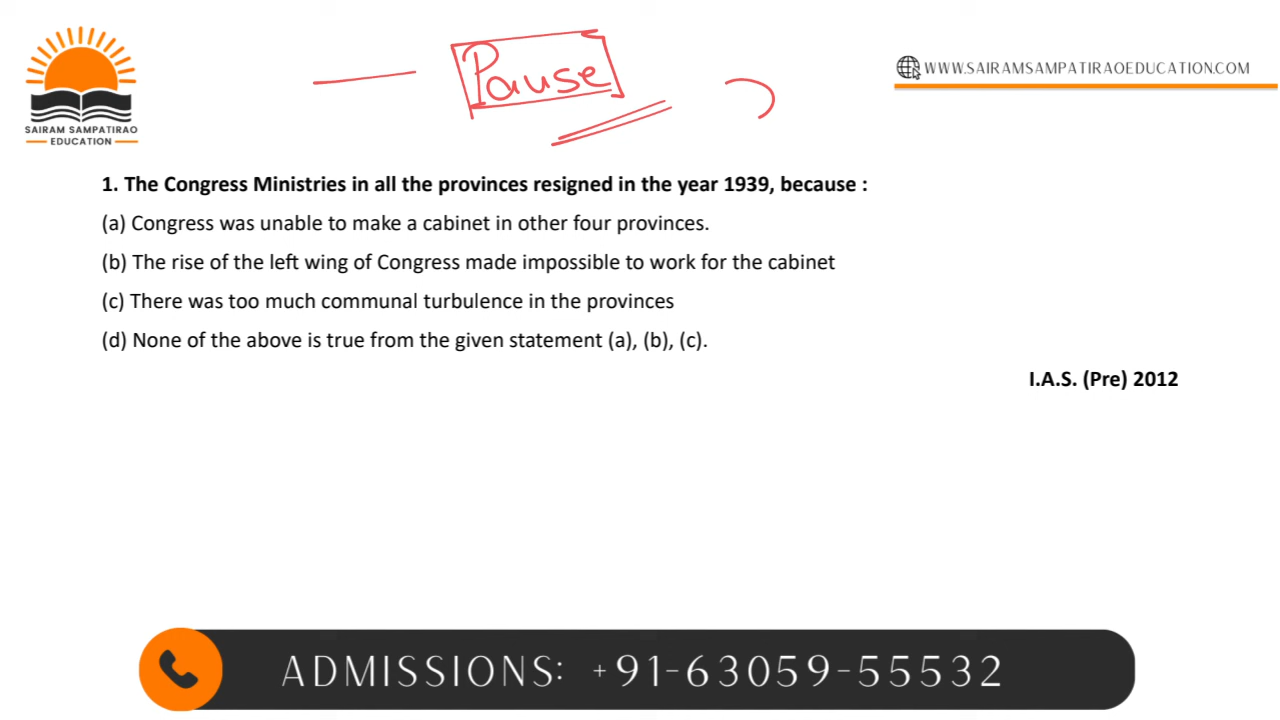 Pause
SAIRAM SAMPATIRAO
EDUCATION
WWW.SAIRAMSAMPATIRAOEDUCATION.COM
1. The Congress Ministries in all the provinces resigned in the year 1939, because :
(a) Congress was unable to make a cabinet in other four provinces.
(b) The rise of the left wing of Congress made impossible to work for the cabinet
(c) There was too much communal turbulence in the provinces
(d) None of the above is true from the given statement (a), (b), (c).
I.A.S. (Pre) 2012
ADMISSIONS: +91-63059-55532